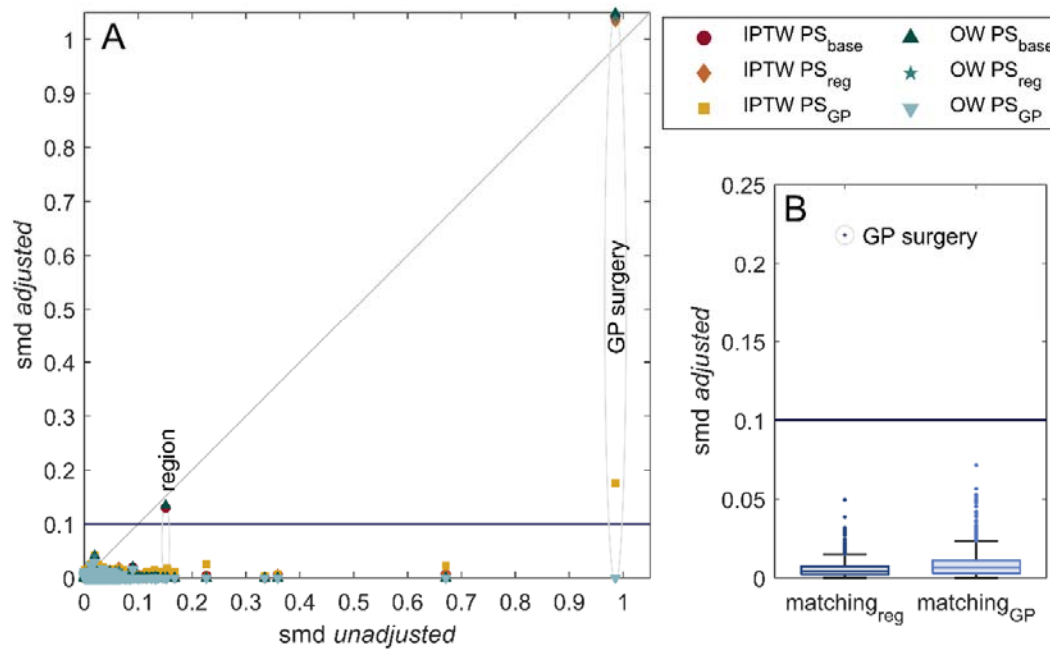 A
1
0.9
0.8
0.7
0.6
0.5
0.4
0.3
0.2
0.1
0
smd adjusted
region
GP surgery
0 0.1 0.2 0.3 0.4 0.5 0.6 0.7 0.8 0.9 1
smd unadjusted
IPTW PSbase OW PSbase
IPTW PSreg OW PSreg
IPTW PSGP OW PSGP
B
GP surgery
0.25
0.2
0.15
0.1
0.05
0
smd adjusted
matchingreg matchingGP